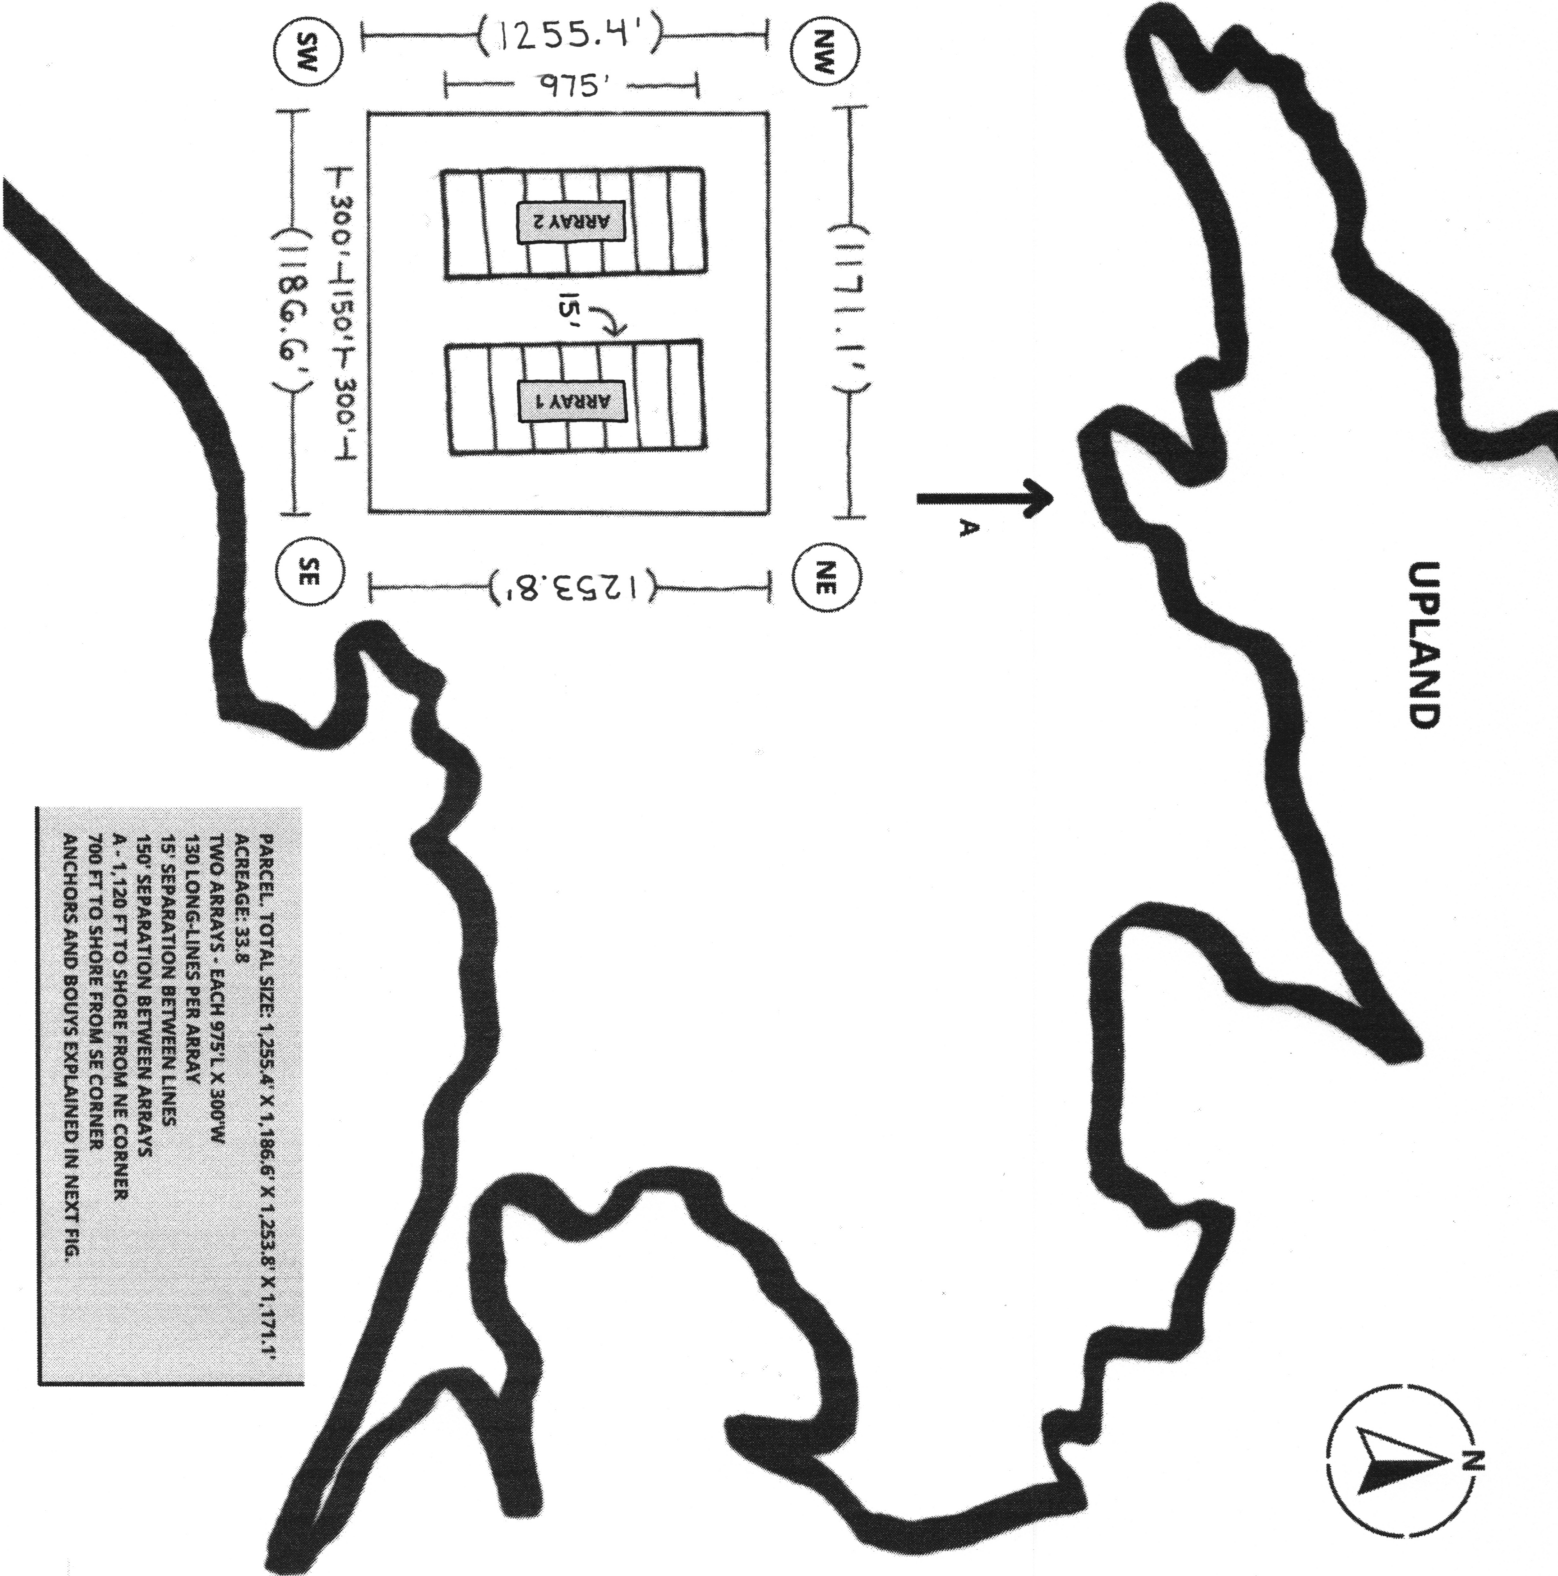 NW
NE
SW
SE
(1255.4')
975'
(1171.1')
(1253.8')
(1186.6')
300'
150'
300'
15'
ARRAY 2
ARRAY 1
A
UPLAND
N
PARCEL. TOTAL SIZE: 1,255.4' X 1,186.6' X 1,253.8' X 1,171.1'
ACREAGE: 33.8
TWO ARRAYS - EACH 975'L X 300'W
130 LONG-LINES PER ARRAY
15' SEPARATION BETWEEN LINES
150' SEPARATION BETWEEN ARRAYS
A - 1,120 FT TO SHORE FROM NE CORNER
700 FT TO SHORE FROM SE CORNER
ANCHORS AND BOUYS EXPLAINED IN NEXT FIG.